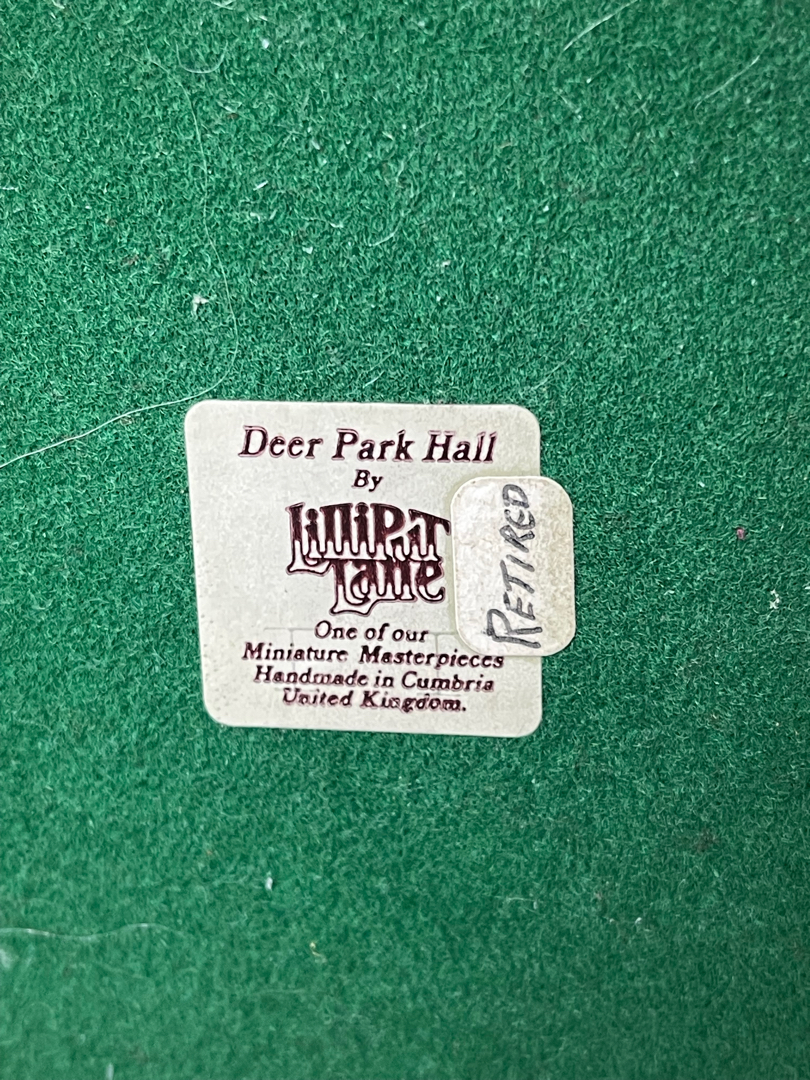 Deer Park Hall
By
LilliPuT
Lane
One of our
Miniature Masterpieces
Handmade in Cumbria
United Kingdom.
RETIRED